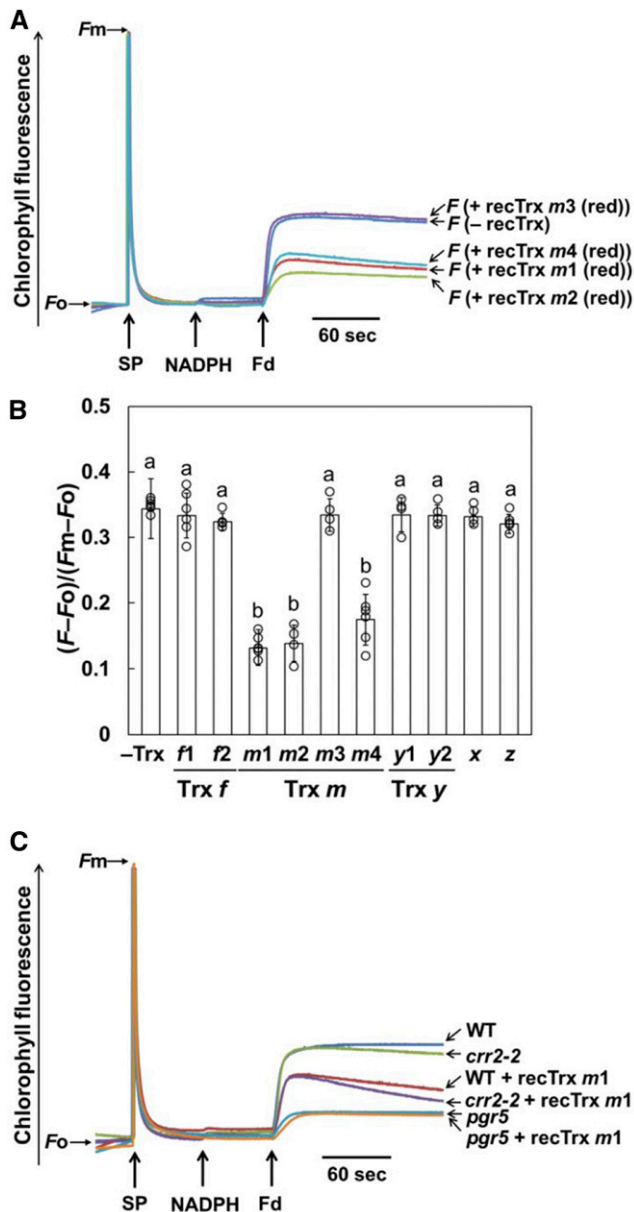 A
Chlorophyll fluorescence
Fm
Fo
F (+ recTrx m3 (red))
F (– recTrx)
F (+ recTrx m4 (red))
F (+ recTrx m1 (red))
F (+ recTrx m2 (red))
SP
NADPH
Fd
60 sec
B
(F–Fo)/(Fm–Fo)
0.5
0.4
0.3
0.2
0.1
0
a a a b b a b a a a a
–Trx f1 f2 m1 m2 m3 m4 y1 y2 x z
Trx f Trx m Trx y
C
Chlorophyll fluorescence
Fm
Fo
WT
crr2-2
WT + recTrx m1
crr2-2 + recTrx m1
pgr5
pgr5 + recTrx m1
SP
NADPH
Fd
60 sec